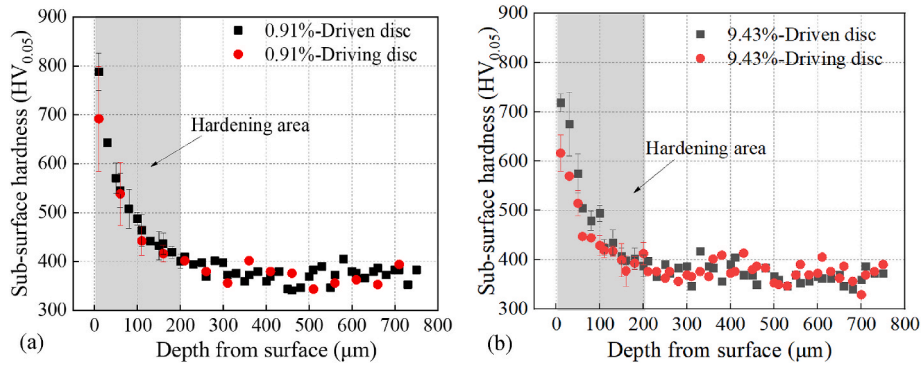 900
800
700
600
500
400
300
Sub-surface hardness (HV0.05)
0.91%-Driven disc
0.91%-Driving disc
Hardening area
0 100 200 300 400 500 600 700 800
Depth from surface (μm)
(a)
900
800
700
600
500
400
300
Sub-surface hardness (HV0.05)
9.43%-Driven disc
9.43%-Driving disc
Hardening area
0 100 200 300 400 500 600 700 800
Depth from surface (μm)
(b)